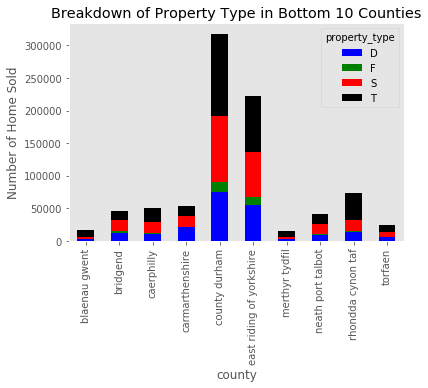 Breakdown of Property Type in Bottom 10 Counties
property_type
D
F
S
T
Number of Home Sold
300000
250000
200000
150000
100000
50000
0
blaenau gwent
bridgend
caerphilly
carmarthenshire
county durham
east riding of yorkshire
merthyr tydfil
neath port talbot
rhondda cynon taf
torfaen
county